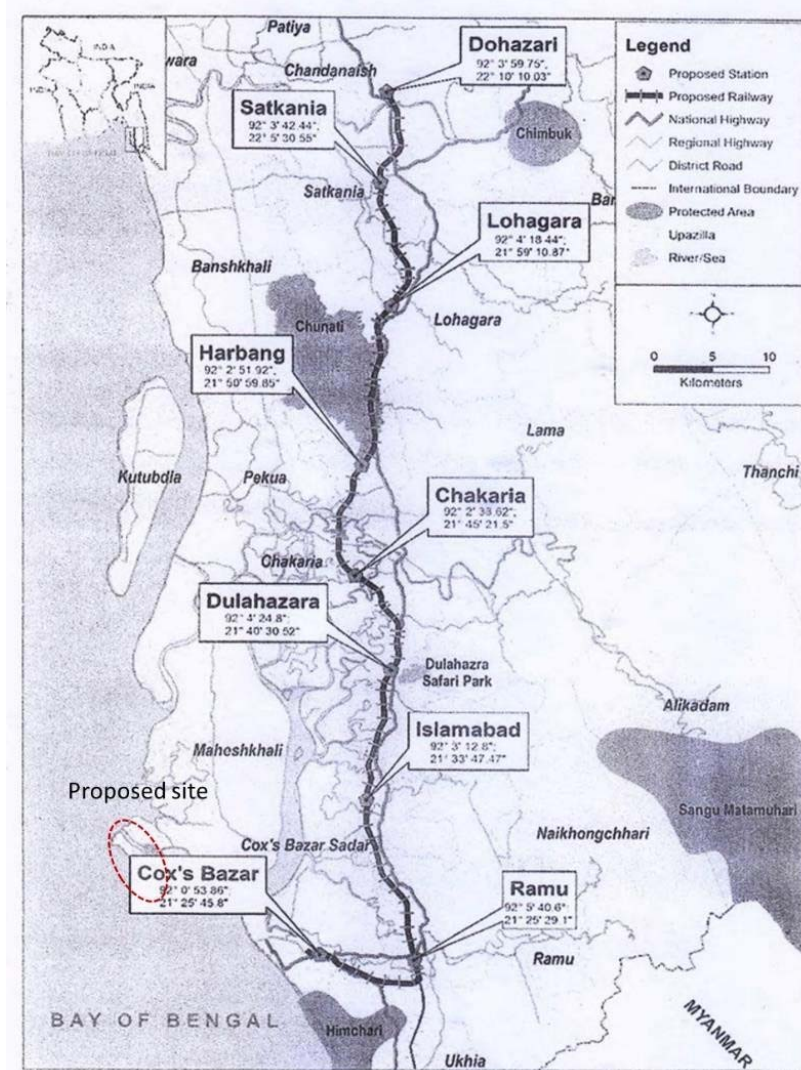 INDIA
INDIA
INDIA
Patiya
wara
Chandanaish
Dohazari
92° 3' 59.75";
22° 10' 10.03"
Satkania
92° 3' 42.44";
22° 5' 30.55"
Chimbuk
Satkania
Ban
Lohagara
92° 4' 18.44";
21° 59' 10.87"
Banshkhali
Chunati
Lohagara
Harbang
92° 2' 51.92",
21° 50' 59.85"
Lama
Thanchi
Kutubdia
Pekua
Chakaria
92° 2' 38.62";
21° 45' 21.5"
Chakaria
Dulahazara
92° 4' 24.8";
21° 40' 30.52"
Dulahazra
Safari Park
Alikadam
Islamabad
92° 3' 12.8";
21° 33' 47.47"
Maheshkhali
Sangu Matamuhari
Proposed site
Naikhongchhari
Cox's Bazar Sadar
Cox's Bazar
92° 0' 53.86";
21° 25' 45.8"
Ramu
92° 5' 40.6";
21° 25' 29.1"
Ramu
BAY OF BENGAL
Himchari
MYANMAR
Ukhia
Legend
Proposed Station
Proposed Railway
National Highway
Regional Highway
District Road
International Boundary
Protected Area
Upazilla
River/Sea
0 5 10
Kilometers